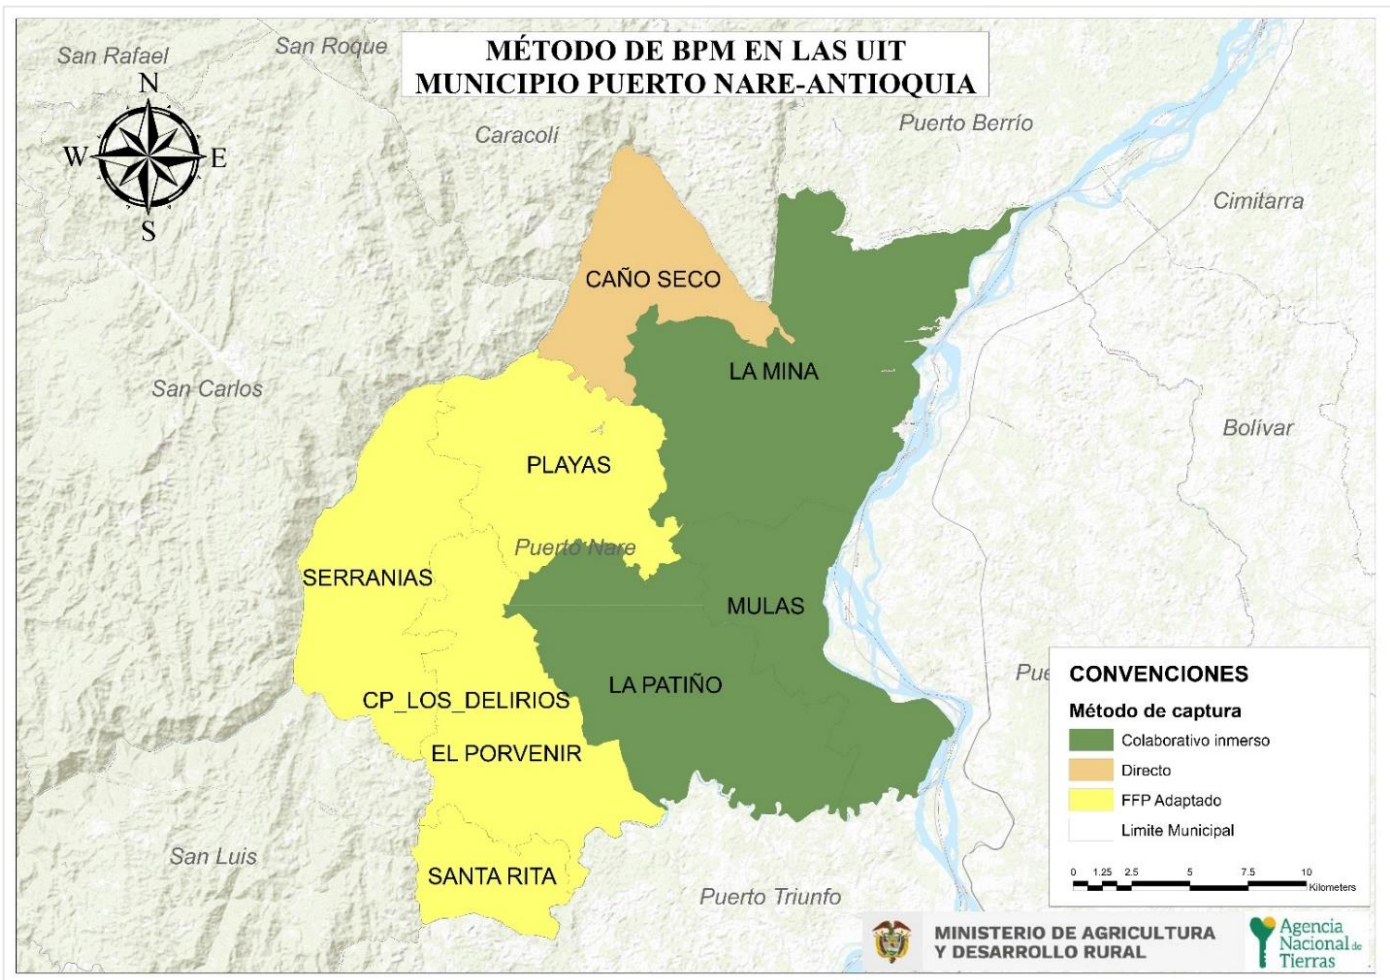 MÉTODO DE BPM EN LAS UIT
MUNICIPIO PUERTO NARE-ANTIOQUIA
San Rafael
San Roque
N
W
E
S
Caracolí
Puerto Berrío
Cimitarra
CAÑO SECO
LA MINA
San Carlos
Bolívar
PLAYAS
Puerto Nare
SERRANIAS
MULAS
LA PATIÑO
CP_LOS_DELIRIOS
EL PORVENIR
SANTA RITA
San Luis
Puerto Triunfo
Pue
CONVENCIONES
Método de captura
Colaborativo inmerso
Directo
FFP Adaptado
Limite Municipal
0 1.25 2.5 5 7.5 10
Kilometers
MINISTERIO DE AGRICULTURA
Y DESARROLLO RURAL
Agencia
Nacional de
Tierras